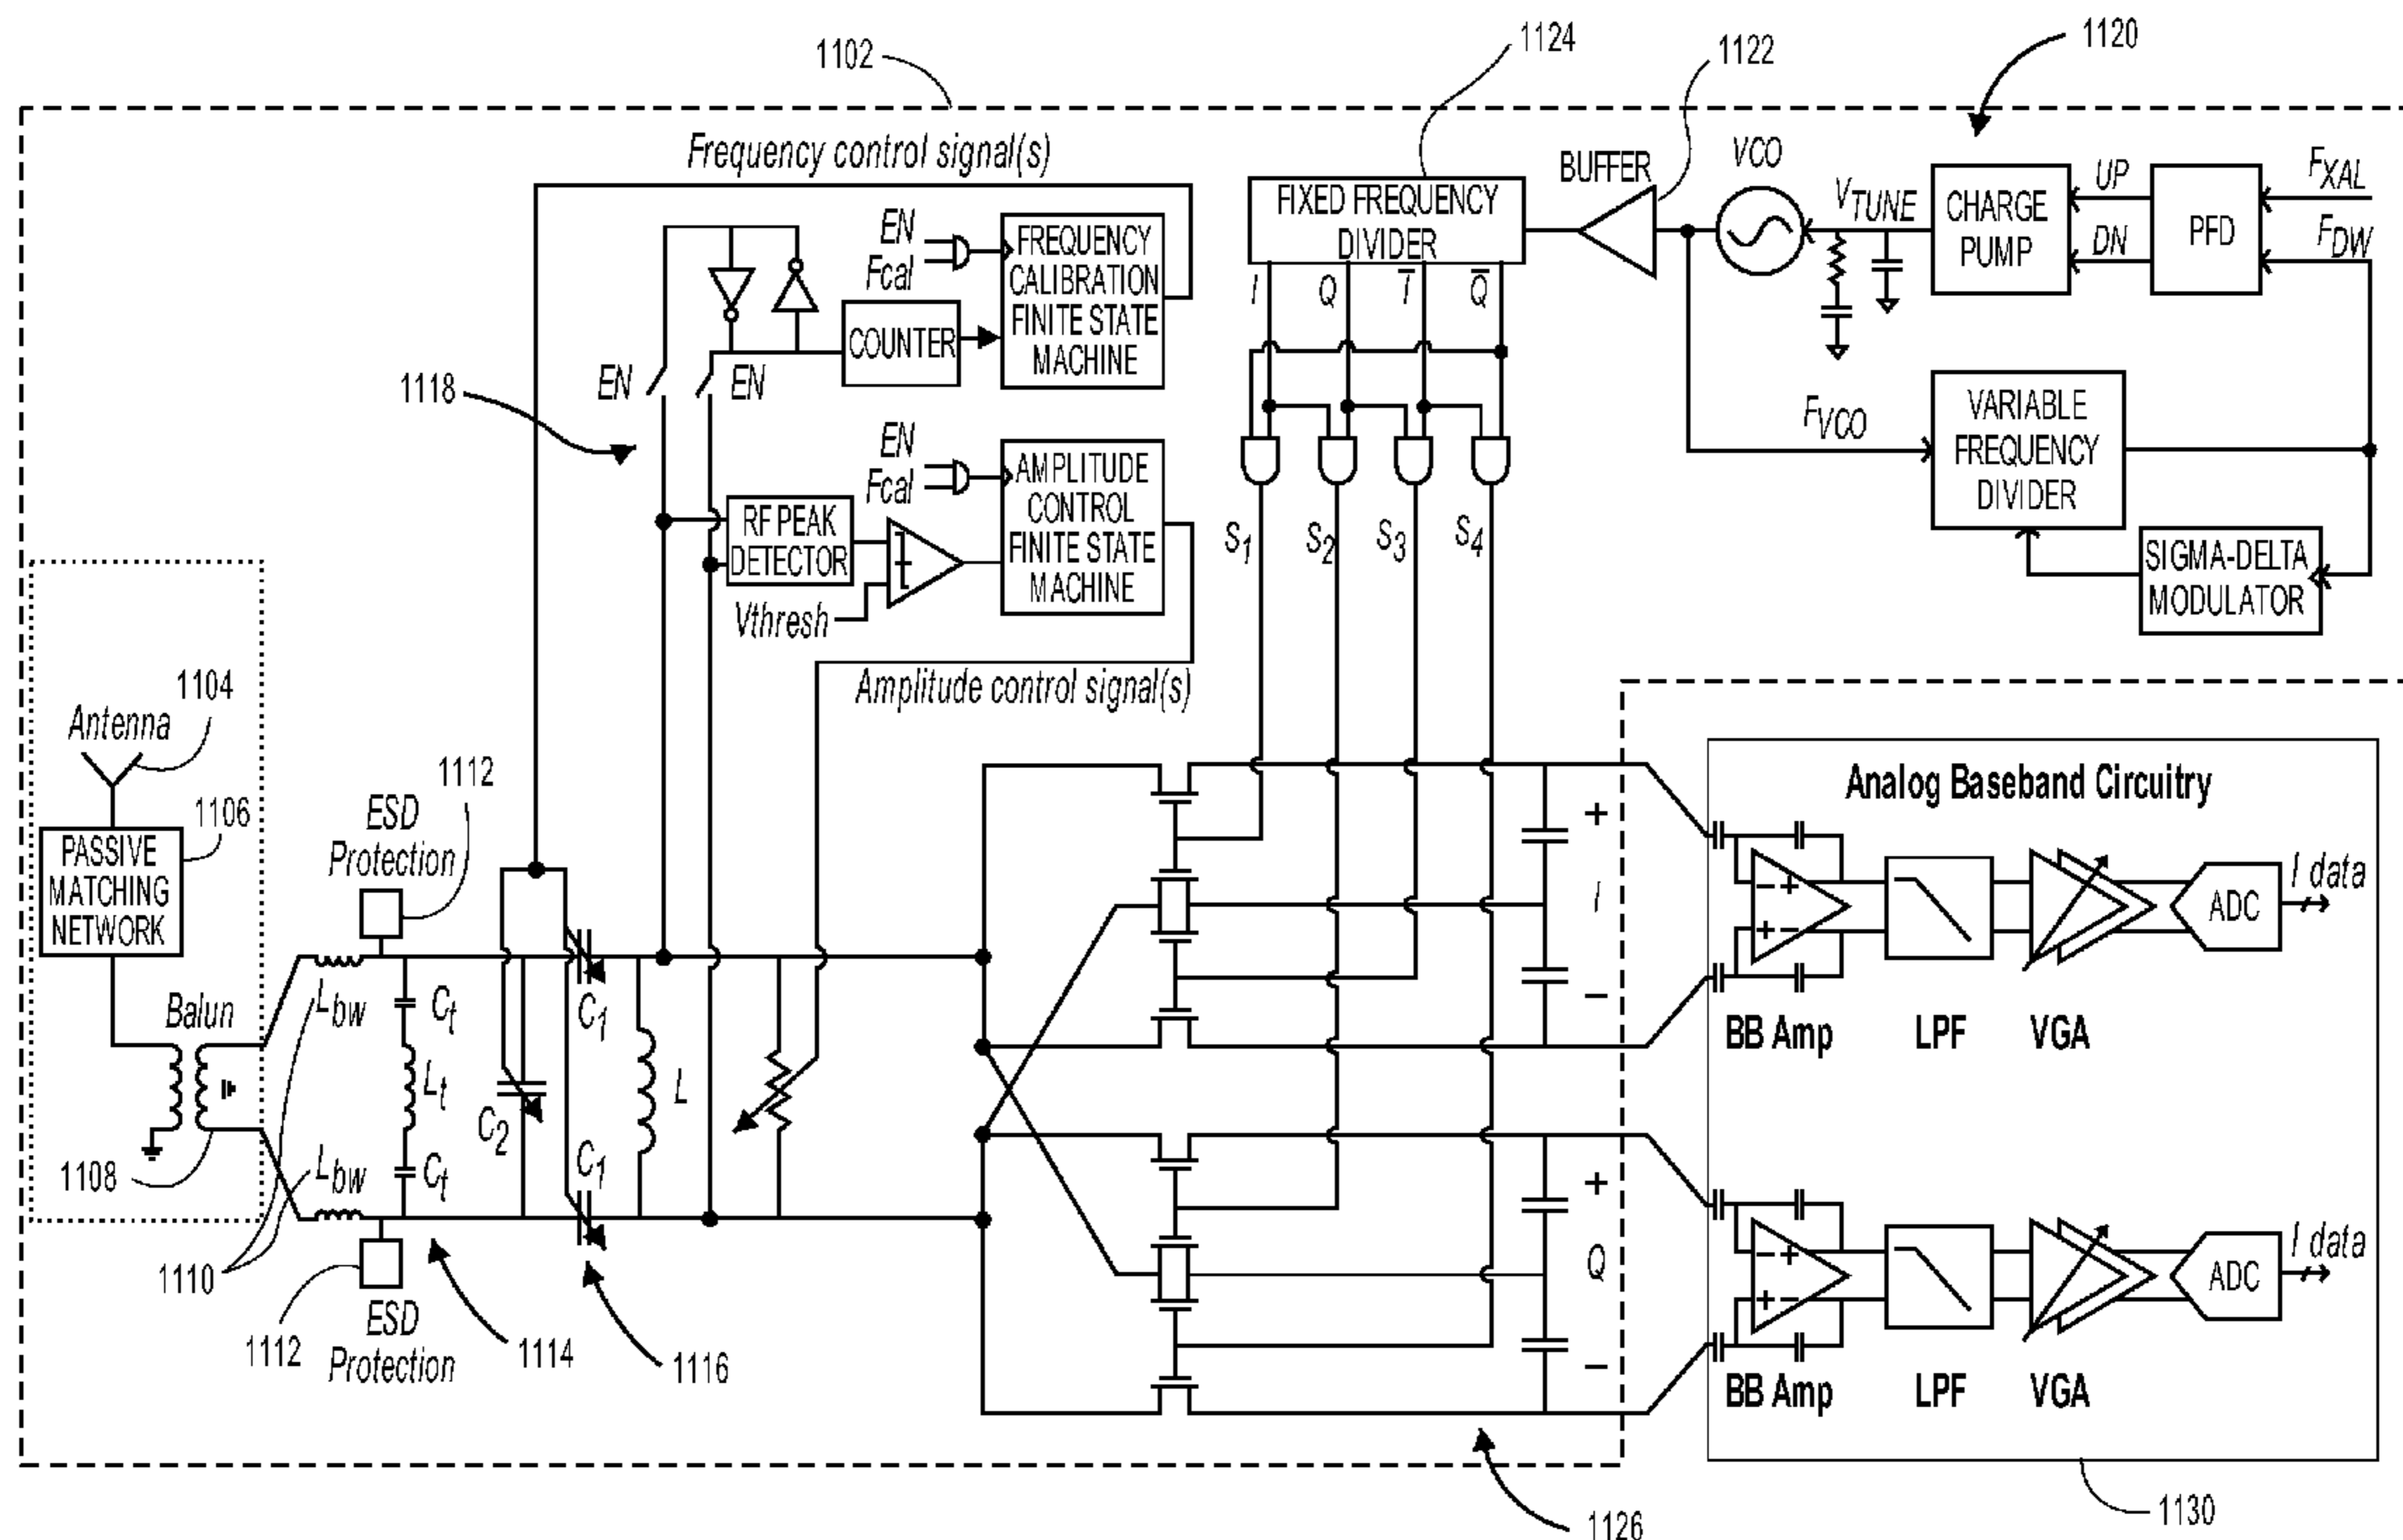 1102
1124
1122
1120
Frequency control signal(s)
EN
Fcal
FREQUENCY
CALIBRATION
FINITE STATE
MACHINE
COUNTER
FIXED FREQUENCY
DIVIDER
I
Q
T̅
Q̅
BUFFER
VCO
VTUNE
CHARGE
PUMP
UP
DN
PFD
FXAL
FDW
1118
EN
EN
EN
Fcal
AMPLITUDE
CONTROL
FINITE STATE
MACHINE
RF PEAK
DETECTOR
Vthresh
Amplitude control signal(s)
S1
S2
S3
S4
FVCO
VARIABLE
FREQUENCY
DIVIDER
SIGMA-DELTA
MODULATOR
1104
Antenna
1106
PASSIVE
MATCHING
NETWORK
1112
ESD
Protection
Balun
1108
Lbw
Lbw
1110
Ct
Lt
Ct
C2
C1
C1
L
1112
ESD
Protection
1114
1116
+
I
−
+
Q
−
1126
Analog Baseband Circuitry
− +
+ −
ADC
I data
BB Amp
LPF
VGA
− +
+ −
ADC
I data
BB Amp
LPF
VGA
1130